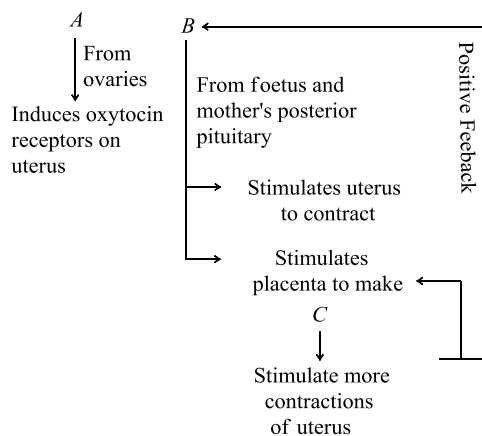 A
From
ovaries
Induces oxytocin
receptors on
uterus
B
From foetus and
mother's posterior
pituitary
Stimulates uterus
to contract
Stimulates
placenta to make
C
Stimulate more
contractions
of uterus
Positive Feeback